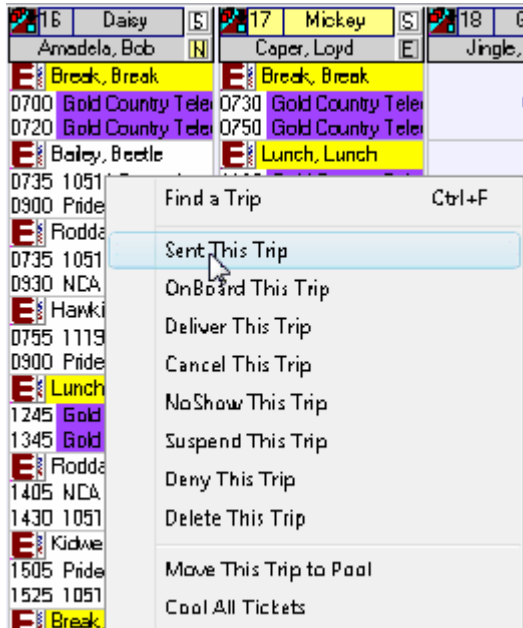 16 Daisy S 17 Mickey S 18
Amadela, Bob N Caper, Loyd E Jingle,
E Break, Break E Break, Break
0700 Gold Country Tele 0730 Gold Country Tele
0720 Gold Country Tele 0750 Gold Country Tele
E Bailey, Beetle E Lunch, Lunch
0735 1051
0900 Pride
E Rodda
0735 1051
0930 NCA
E Hawki
0755 1119
0900 Pride
E Lunch
1245 Gold
1345 Gold
E Rodda
1405 NCA
1430 1051
E Kidwe
1505 Pride
1525 1051
E Break,
Find a Trip Ctrl+F
Sent This Trip
OnBoard This Trip
Deliver This Trip
Cancel This Trip
NoShow This Trip
Suspend This Trip
Deny This Trip
Delete This Trip
Move This Trip to Pool
Cool All Tickets